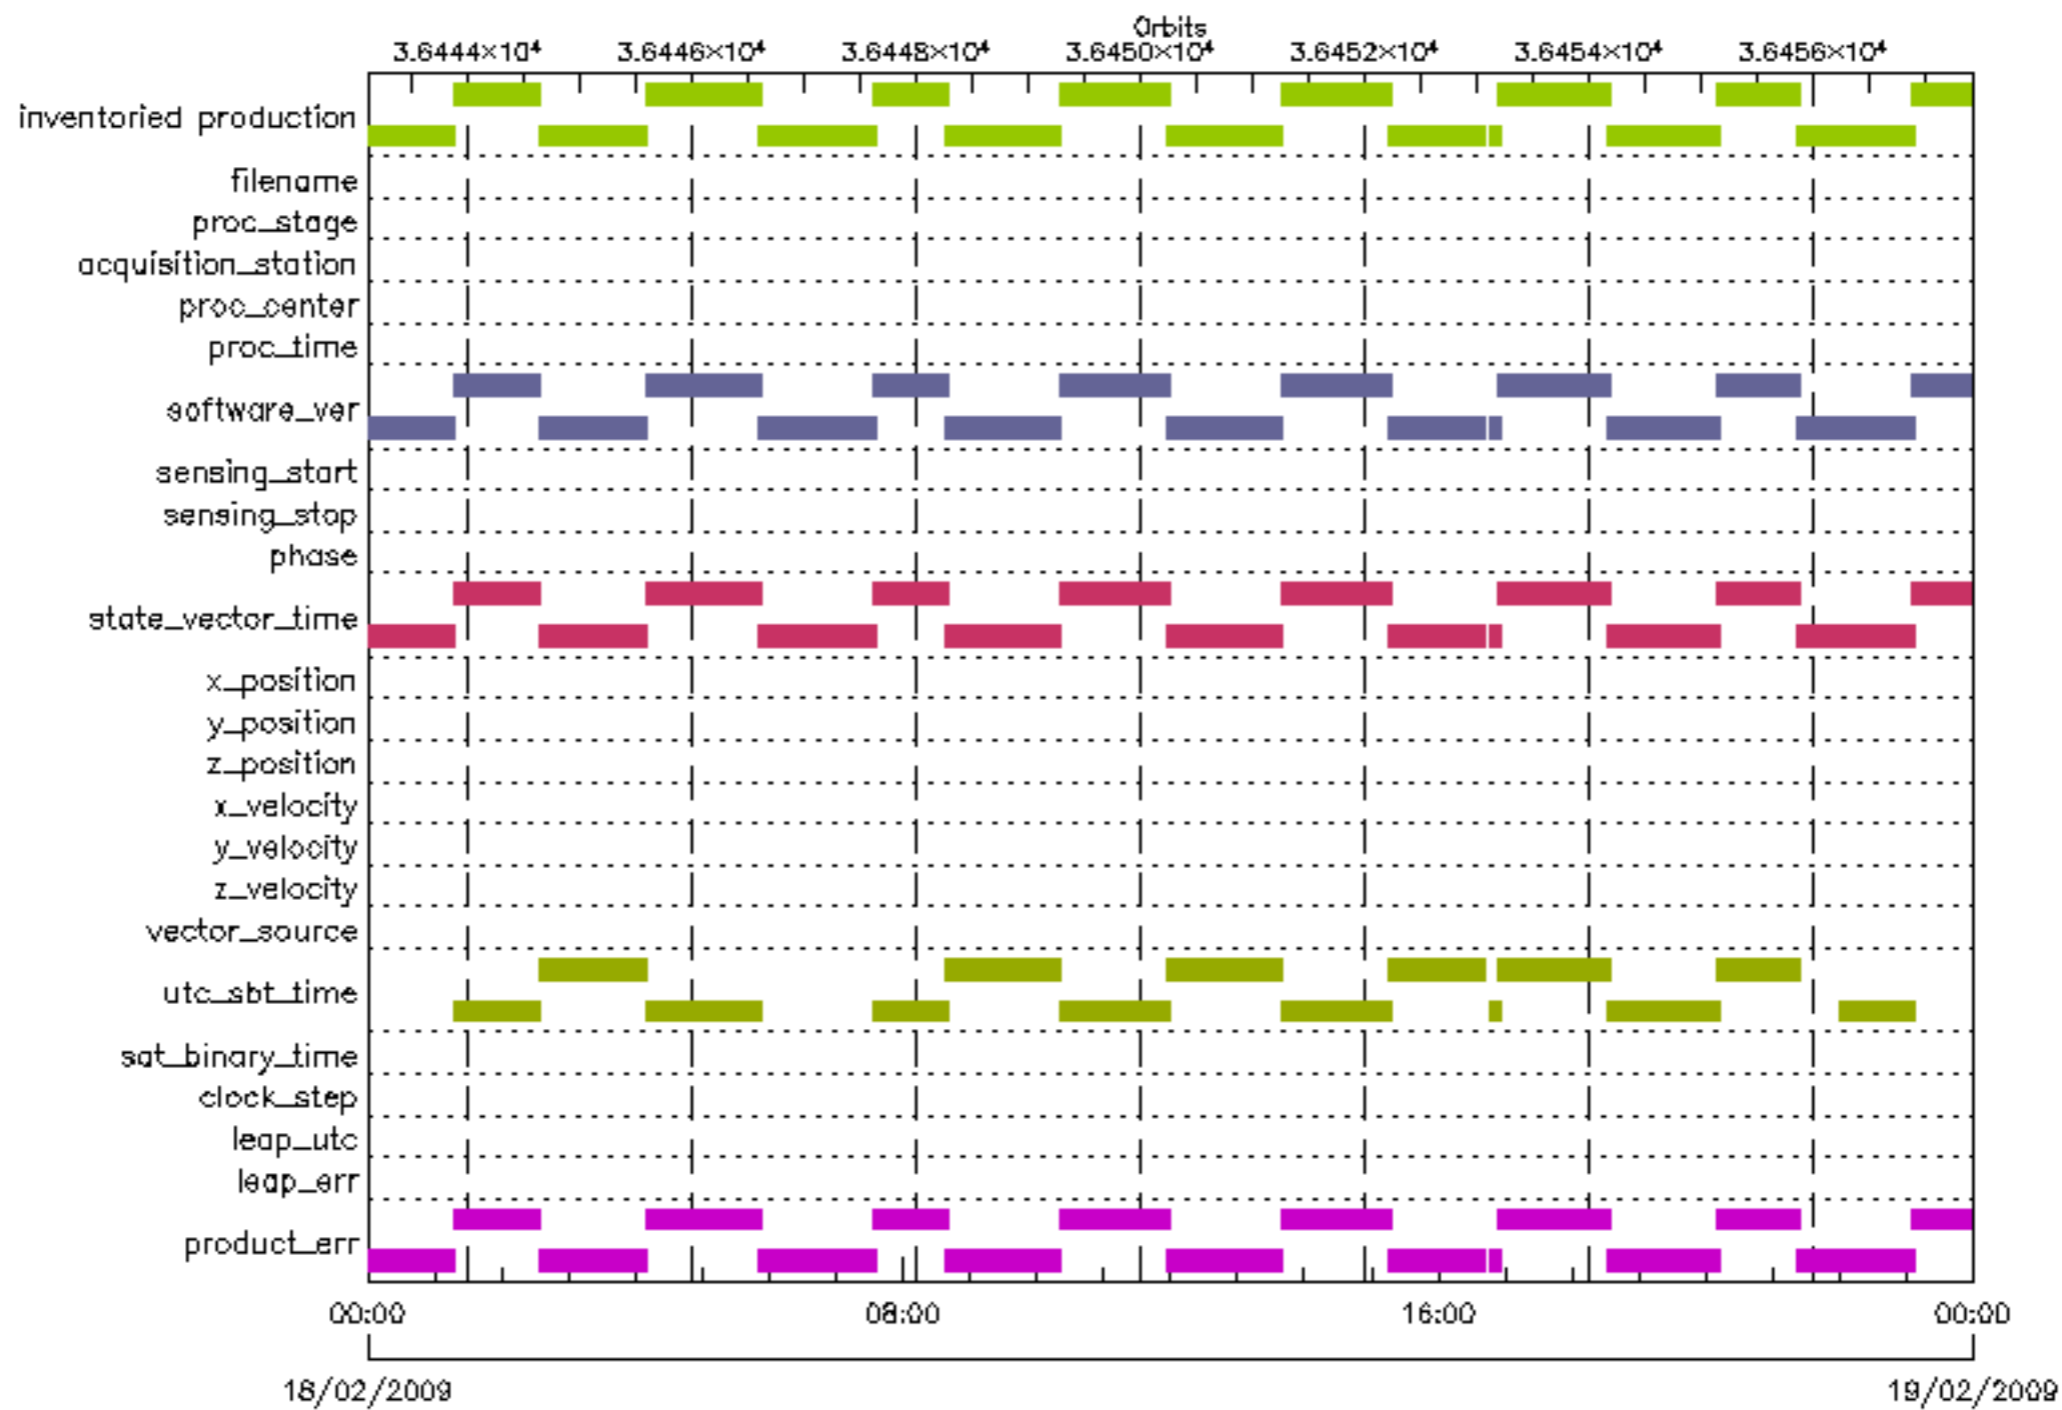 Orbits
3.6444×10⁴ 3.6446×10⁴ 3.6448×10⁴ 3.6450×10⁴ 3.6452×10⁴ 3.6454×10⁴ 3.6456×10⁴
inventoried production
filename
proc_stage
acquisition_station
proc_center
proc_time
software_ver
sensing_start
sensing_stop
phase
state_vector_time
x_position
y_position
z_position
x_velocity
y_velocity
z_velocity
vector_source
utc_sbt_time
sat_binary_time
clock_step
leap_utc
leap_err
product_err
00:00 08:00 16:00 00:00
18/02/2009 19/02/2009